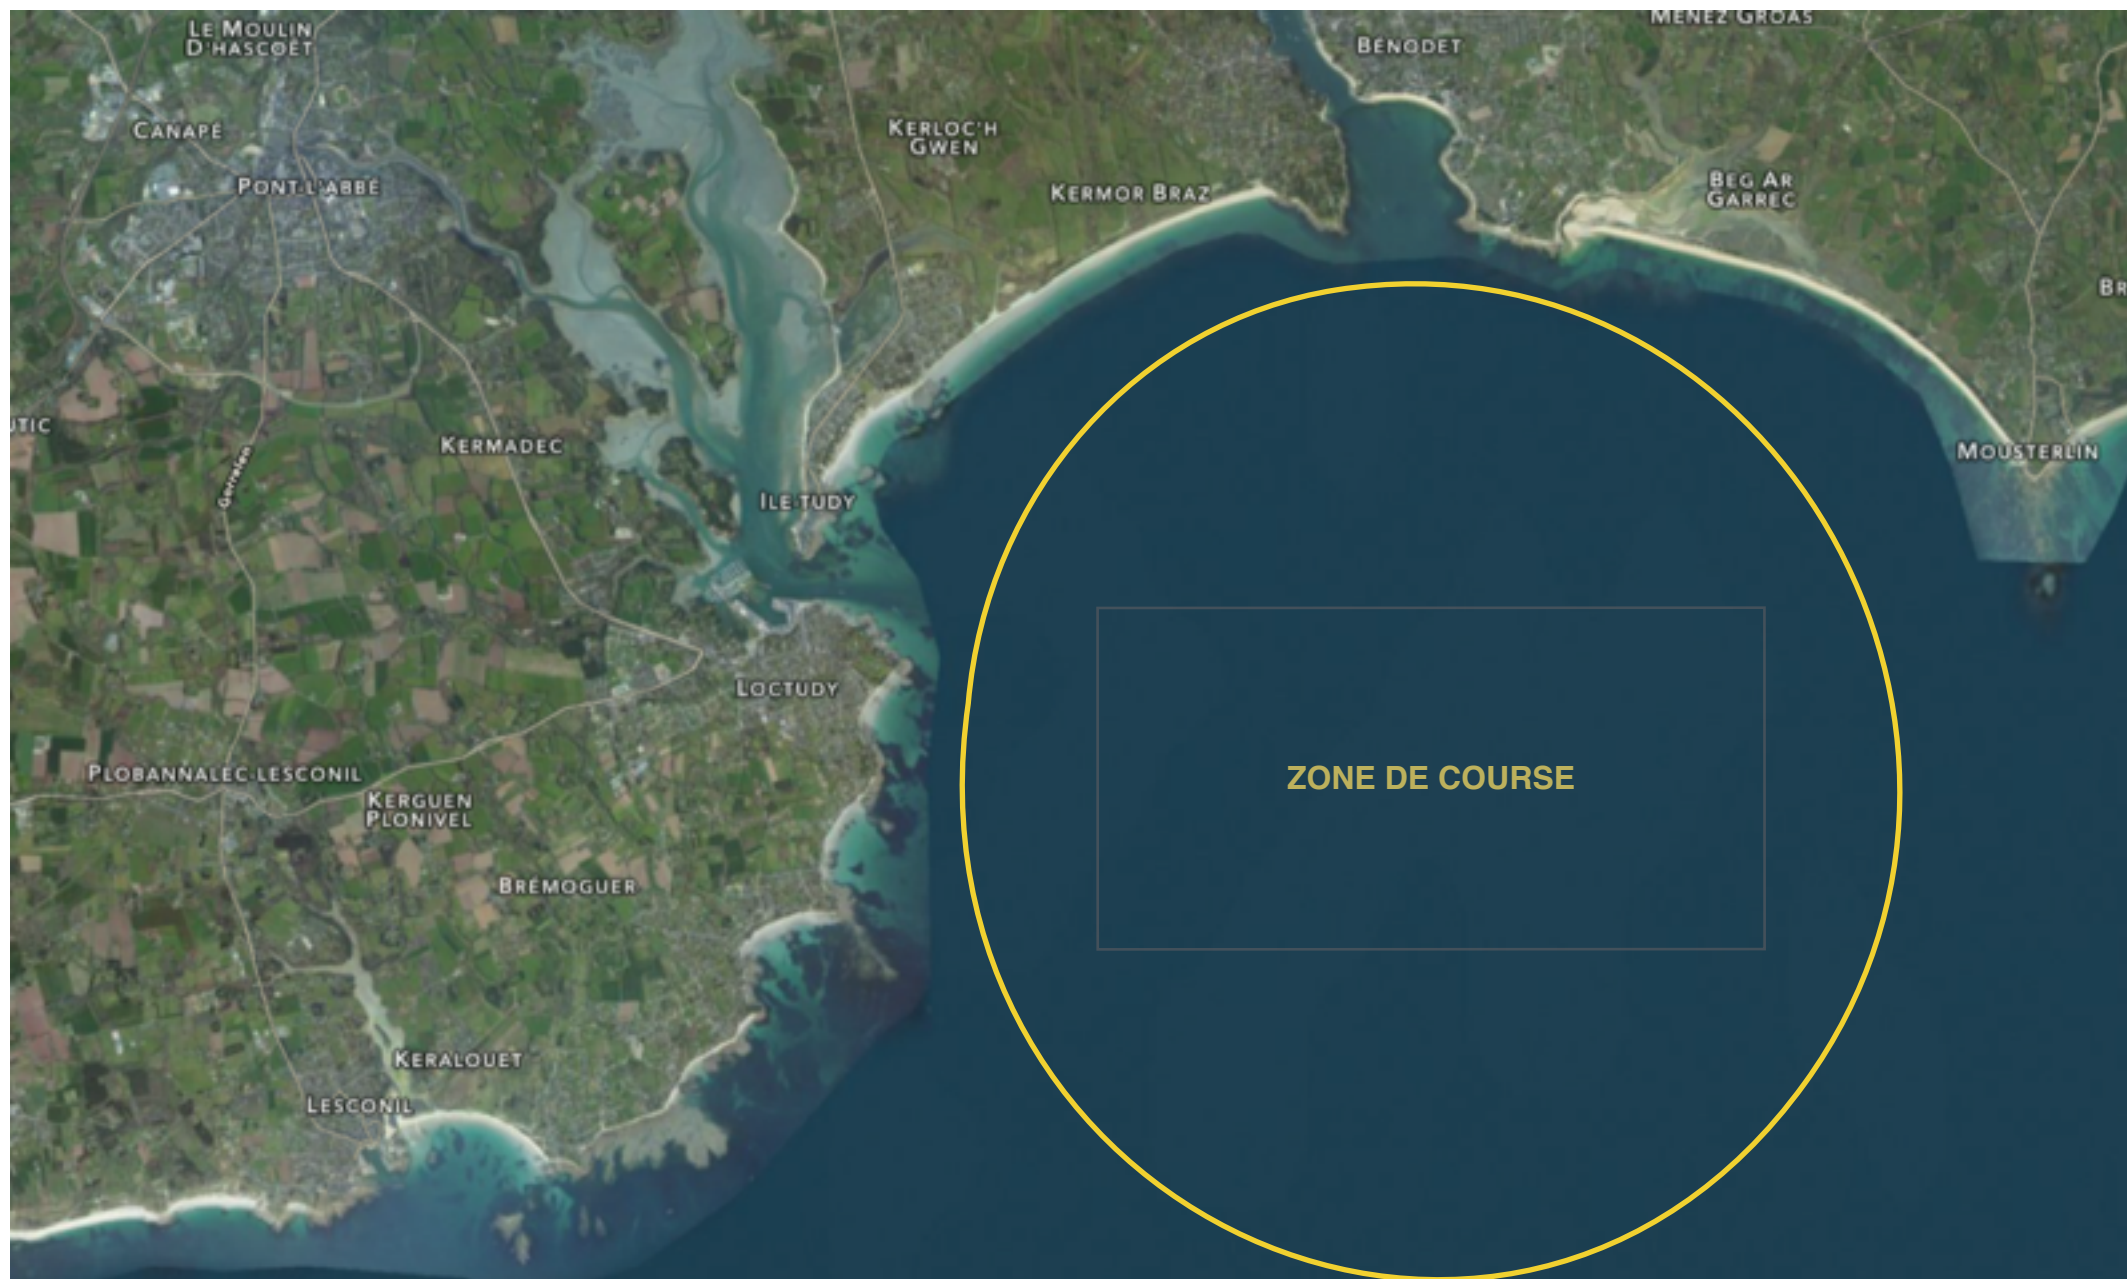 MENEZ GROAS
LE MOULIN
D'HASCOËT
BÉNODET
CANAPÉ
KERLOC'H
GWEN
PONT-L'ABBÉ
KERMOR BRAZ
BEG AR
GARREC
KERMADEC
MOUSTERLIN
ILE-TUDY
LOCTUDY
ZONE DE COURSE
PLOBANNALEC-LESCONIL
KERGUEN
PLONIVEL
BRÉMOGUER
KERALOUET
LESCONIL